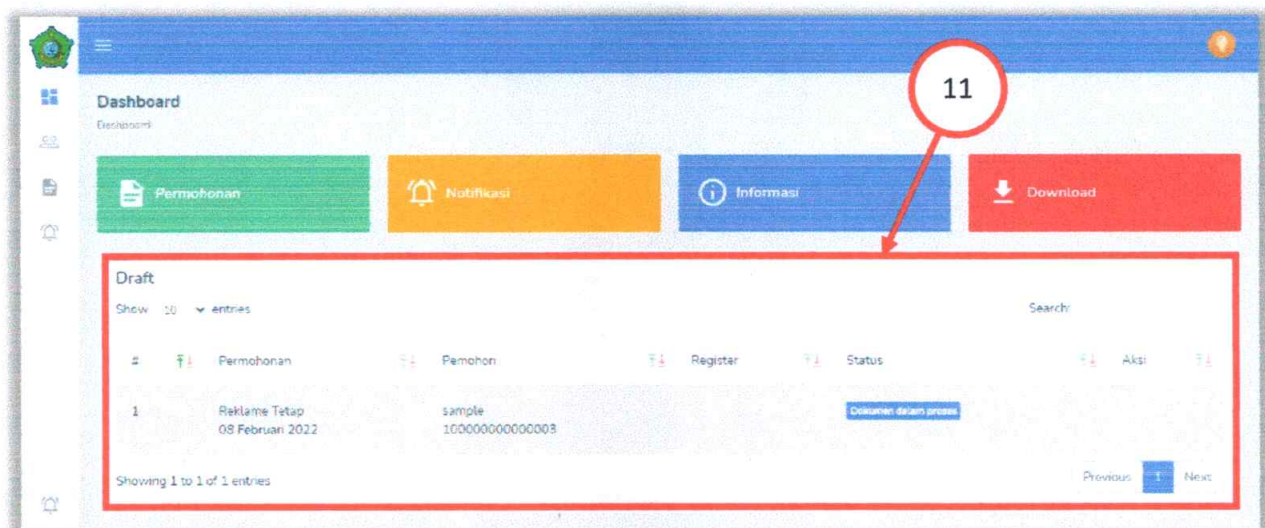 11
Dashboard
Dashboard
Permohonan
Notifikasi
Informasi
Download
Draft
Show 10 entries
Search:
# Permohonan Pemohon Register Status Aksi
1 Reklame Tetap sample Dokumen dalam proses
08 Februari 2022 100000000000003
Showing 1 to 1 of 1 entries
Previous 1 Next